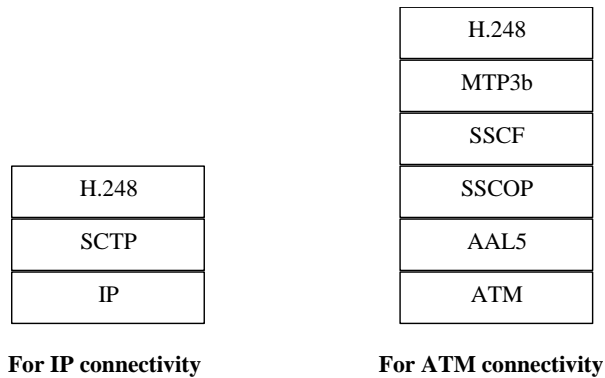 H.248
SCTP
IP
For IP connectivity
H.248
MTP3b
SSCF
SSCOP
AAL5
ATM
For ATM connectivity